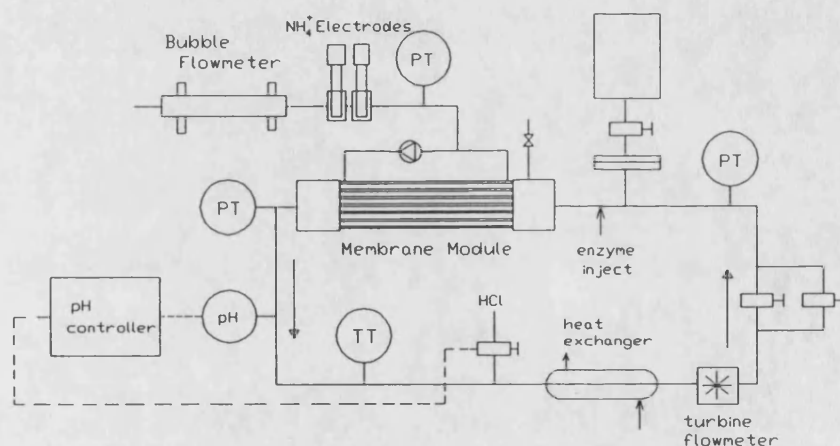 NH₄⁺ Electrodes
Bubble
Flowmeter
PT
PT
PT
Membrane Module
enzyme
inject
pH
controller
pH
TT
HCl
heat
exchanger
turbine
flowmeter